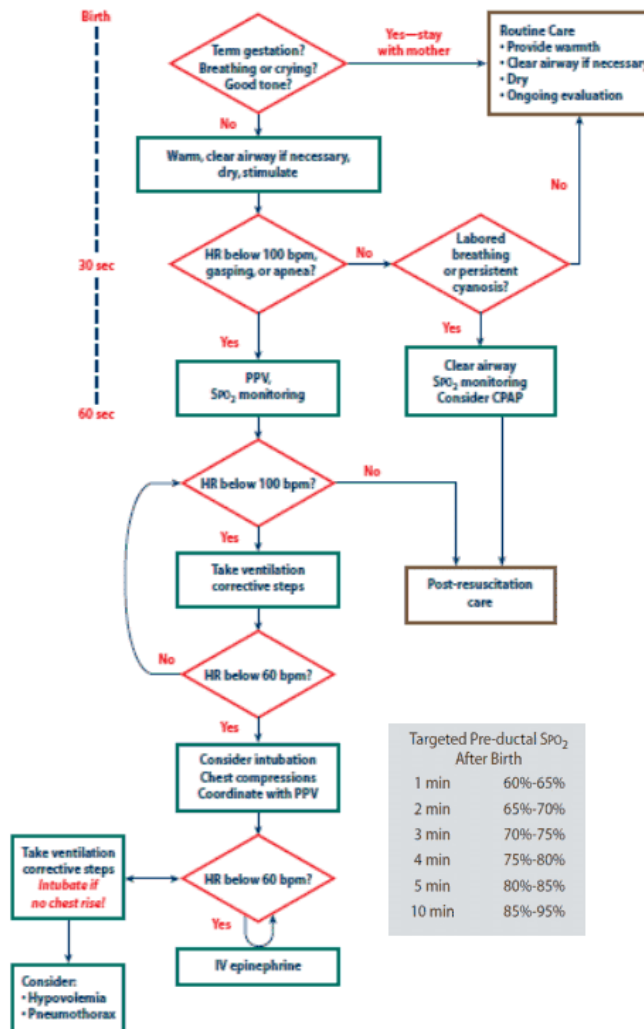 Birth
Term gestation?
Breathing or crying?
Good tone?
Yes—stay
with mother
Routine Care
• Provide warmth
• Clear airway if necessary
• Dry
• Ongoing evaluation
No
Warm, clear airway if necessary,
dry, stimulate
No
30 sec
HR below 100 bpm,
gasping, or apnea?
No
Labored
breathing
or persistent
cyanosis?
Yes
Yes
PPV,
SPO2 monitoring
Clear airway
SPO2 monitoring
Consider CPAP
60 sec
HR below 100 bpm?
No
Yes
Take ventilation
corrective steps
Post-resuscitation
care
No
HR below 60 bpm?
Yes
Consider intubation
Chest compressions
Coordinate with PPV
Targeted Pre-ductal SPO2
After Birth
1 min 60%-65%
2 min 65%-70%
3 min 70%-75%
4 min 75%-80%
5 min 80%-85%
10 min 85%-95%
Take ventilation
corrective steps
Intubate if
no chest rise!
HR below 60 bpm?
Yes
IV epinephrine
Consider:
• Hypovolemia
• Pneumothorax